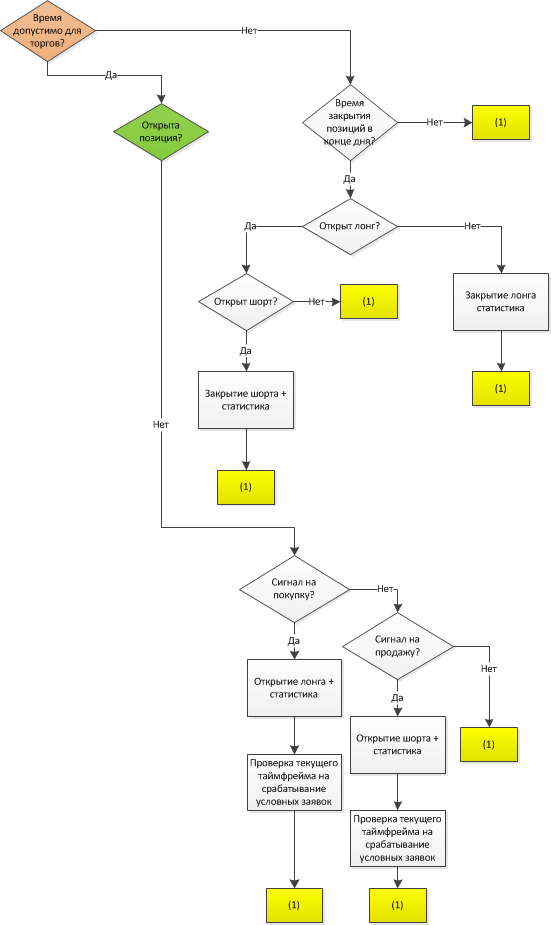 Время
допустимо для
торгов?
Нет
Да
Открыта
позиция?
Время
закрытия
позиций в
конце дня?
Нет
(1)
Да
Открыт лонг?
Да
Нет
Открыт шорт?
Нет
(1)
Закрытие лонга
статистика
Да
(1)
Закрытие шорта +
статистика
Нет
(1)
Сигнал на
покупку?
Нет
Да
Сигнал на
продажу?
Нет
Открытие лонга +
статистика
Да
(1)
Открытие шорта +
статистика
Проверка текущего
таймфрейма на
срабатывание
условных заявок
Проверка текущего
таймфрейма на
срабатывание
условных заявок
(1)
(1)